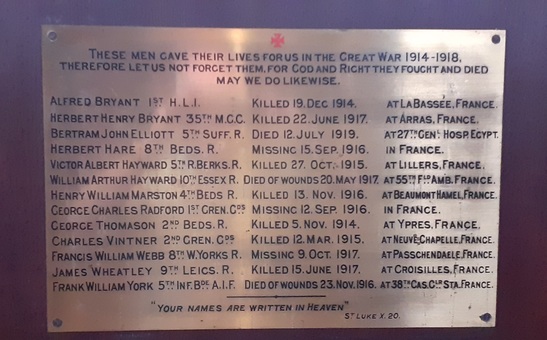 THESE MEN GAVE THEIR LIVES FOR US IN THE GREAT WAR 1914-1918,
THEREFORE LET US NOT FORGET THEM, FOR GOD AND RIGHT THEY FOUGHT AND DIED
MAY WE DO LIKEWISE.
ALFRED BRYANT 1ST H.L.I. KILLED 19. DEC 1914. AT LA BASSÉE, FRANCE.
HERBERT HENRY BRYANT 35TH M.G.C. KILLED 22. JUNE 1917. AT ARRAS, FRANCE.
BERTRAM JOHN ELLIOTT 5TH SUFF. R. DIED 12. JULY 1919. AT 27TH GENL HOSP. EGYPT.
HERBERT HARE 8TH BEDS. R. MISSING 15. SEP. 1916. IN FRANCE.
VICTOR ALBERT HAYWARD 5TH R. BERKS. R. KILLED 27. OCT. 1915. AT LILLERS, FRANCE.
WILLIAM ARTHUR HAYWARD 10TH ESSEX R. DIED OF WOUNDS 20. MAY 1917. AT 55TH FLD AMB. FRANCE.
HENRY WILLIAM MARSTON 4TH BEDS R. KILLED 13. NOV. 1916. AT BEAUMONT HAMEL, FRANCE.
GEORGE CHARLES RADFORD 1ST GREN. GDS MISSING 12. SEP. 1916. IN FRANCE.
GEORGE THOMASON 2ND BEDS. R. KILLED 5. NOV. 1914. AT YPRES, FRANCE.
CHARLES VINTNER 2ND GREN. GDS KILLED 12. MAR. 1915. AT NEUVE-CHAPELLE, FRANCE.
FRANCIS WILLIAM WEBB 8TH W. YORKS R. MISSING 9. OCT. 1917. AT PASSCHENDAELE, FRANCE.
JAMES WHEATLEY 9TH LEICS. R. KILLED 15. JUNE 1917. AT CROISILLES, FRANCE.
FRANK WILLIAM YORK 5TH INF. BDE A.I.F. DIED OF WOUNDS 23. NOV. 1916. AT 38TH CAS. CLR STA. FRANCE.
"YOUR NAMES ARE WRITTEN IN HEAVEN"
ST LUKE X. 20.